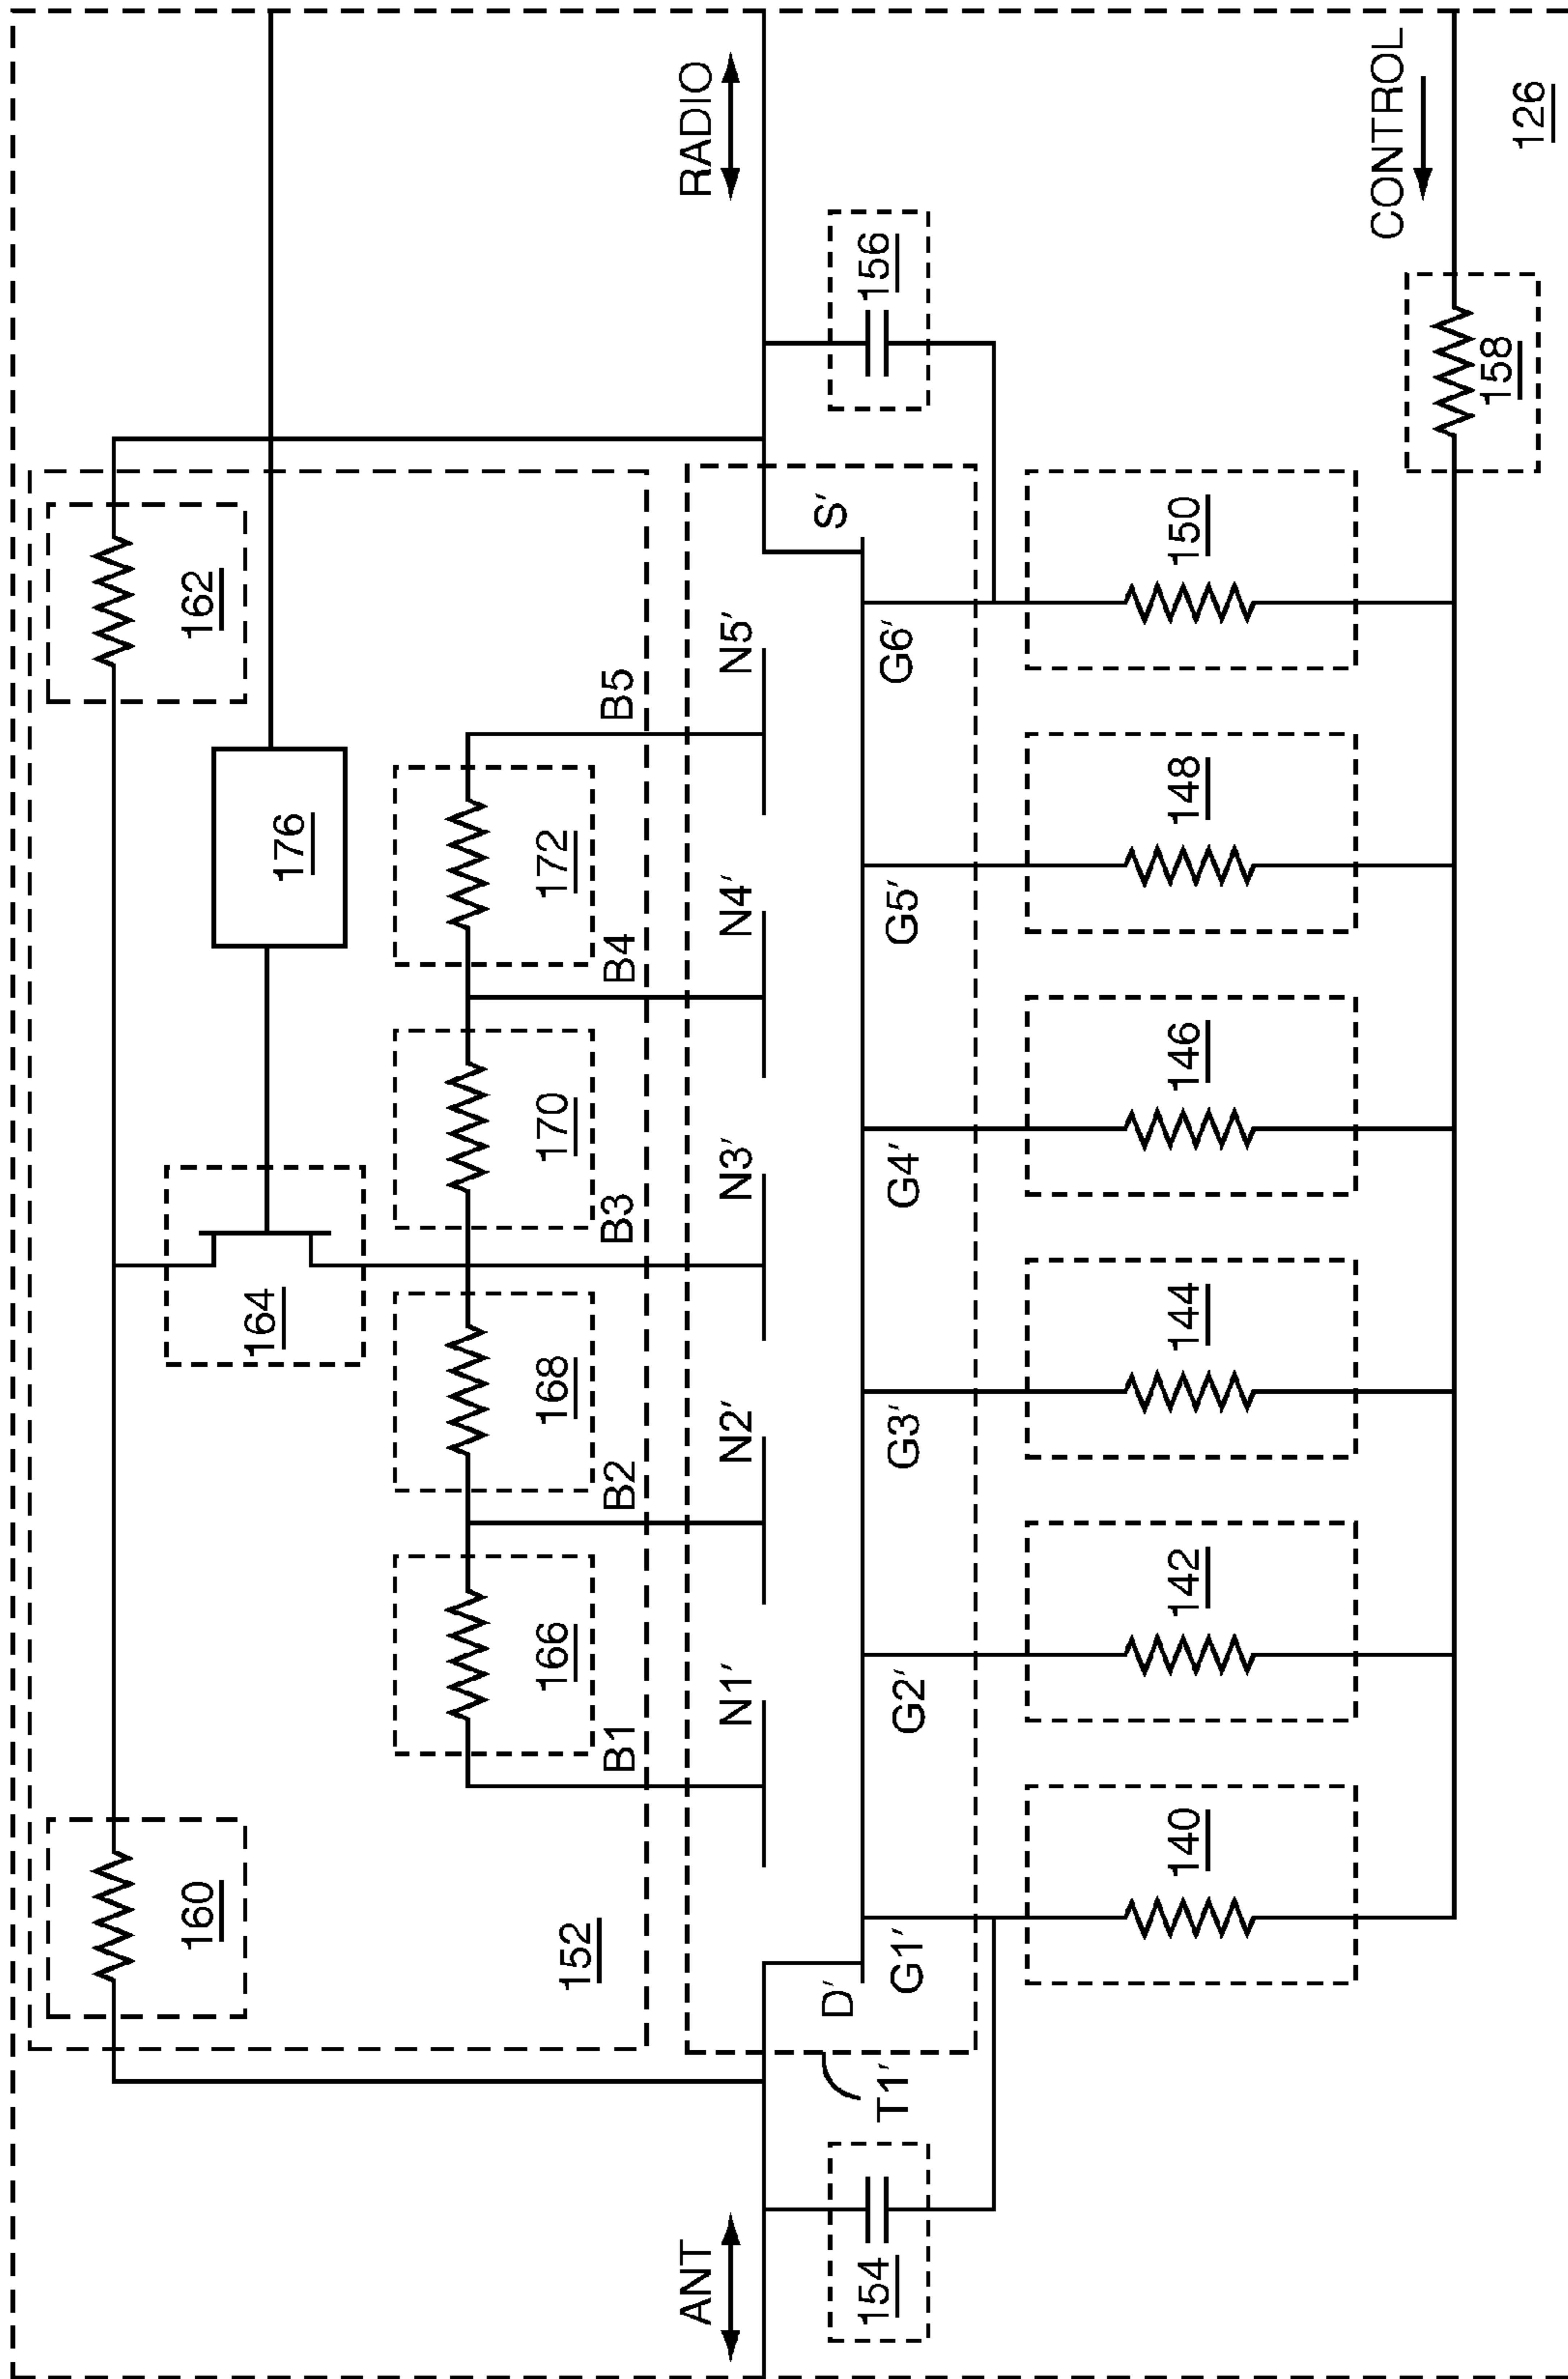 160
162
164
176
152
166
168
170
172
B1
B2
B3
B4
B5
ANT
RADIO
N1′
N2′
N3′
N4′
N5′
D′
S′
T1′
154
156
G1′
G2′
G3′
G4′
G5′
G6′
140
142
144
146
148
150
CONTROL
158
126